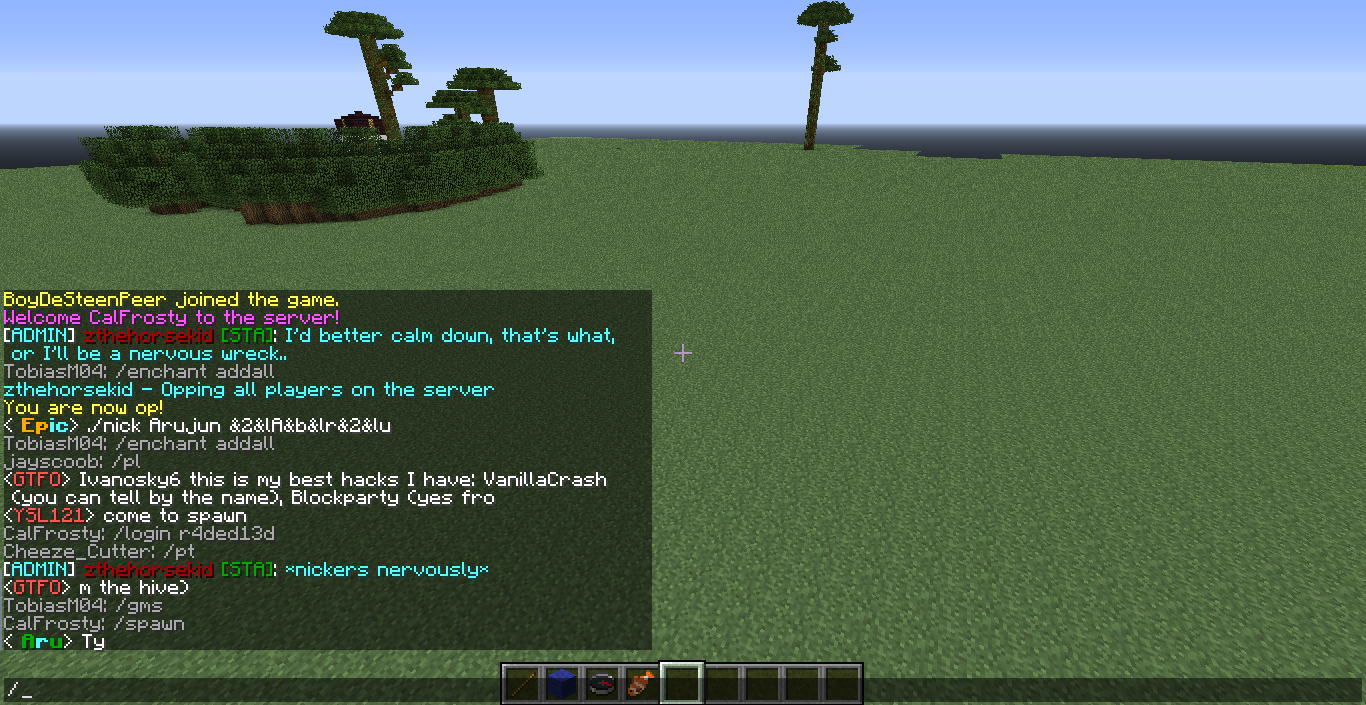 BoyDeSteenPeer joined the game.
Welcome CalFrosty to the server!
[ADMIN] zthehorsekid [STA]: I'd better calm down, that's what,
or I'll be a nervous wreck..
TobiasM04: /enchant addall
zthehorsekid - Opping all players on the server
You are now op!
< Epic> ./nick Arujun &2&lA&b&lr&2&lu
TobiasM04: /enchant addall
jayscoob: /pl
<GTFO> Ivanosky6 this is my best hacks I have: VanillaCrash
(you can tell by the name), Blockparty (yes fro
<YSL121> come to spawn
CalFrosty: /login r4ded13d
Cheeze_Cutter: /pt
[ADMIN] zthehorsekid [STA]: *nickers nervously*
<GTFO> m the hive)
TobiasM04: /gms
CalFrosty: /spawn
< Aru> Ty
/_